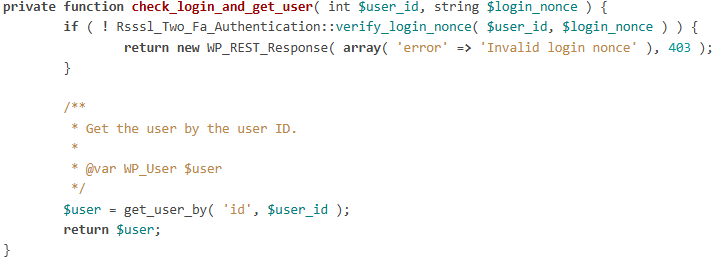 private function check_login_and_get_user( int $user_id, string $login_nonce ) {
if ( ! Rsssl_Two_Fa_Authentication::verify_login_nonce( $user_id, $login_nonce ) ) {
return new WP_REST_Response( array( 'error' => 'Invalid login nonce' ), 403 );
}
/**
* Get the user by the user ID.
*
* @var WP_User $user
*/
$user = get_user_by( 'id', $user_id );
return $user;
}